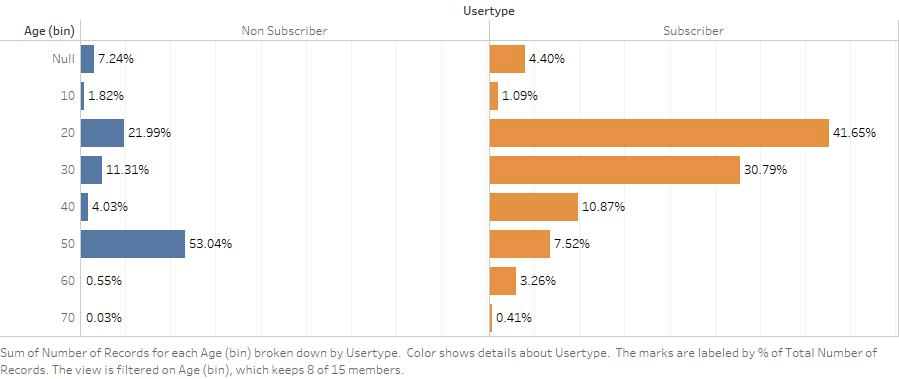 Usertype
Age (bin) Non Subscriber Subscriber
Null 7.24% 4.40%
10 1.82% 1.09%
20 21.99% 41.65%
30 11.31% 30.79%
40 4.03% 10.87%
50 53.04% 7.52%
60 0.55% 3.26%
70 0.03% 0.41%
Sum of Number of Records for each Age (bin) broken down by Usertype. Color shows details about Usertype. The marks are labeled by % of Total Number of
Records. The view is filtered on Age (bin), which keeps 8 of 15 members.